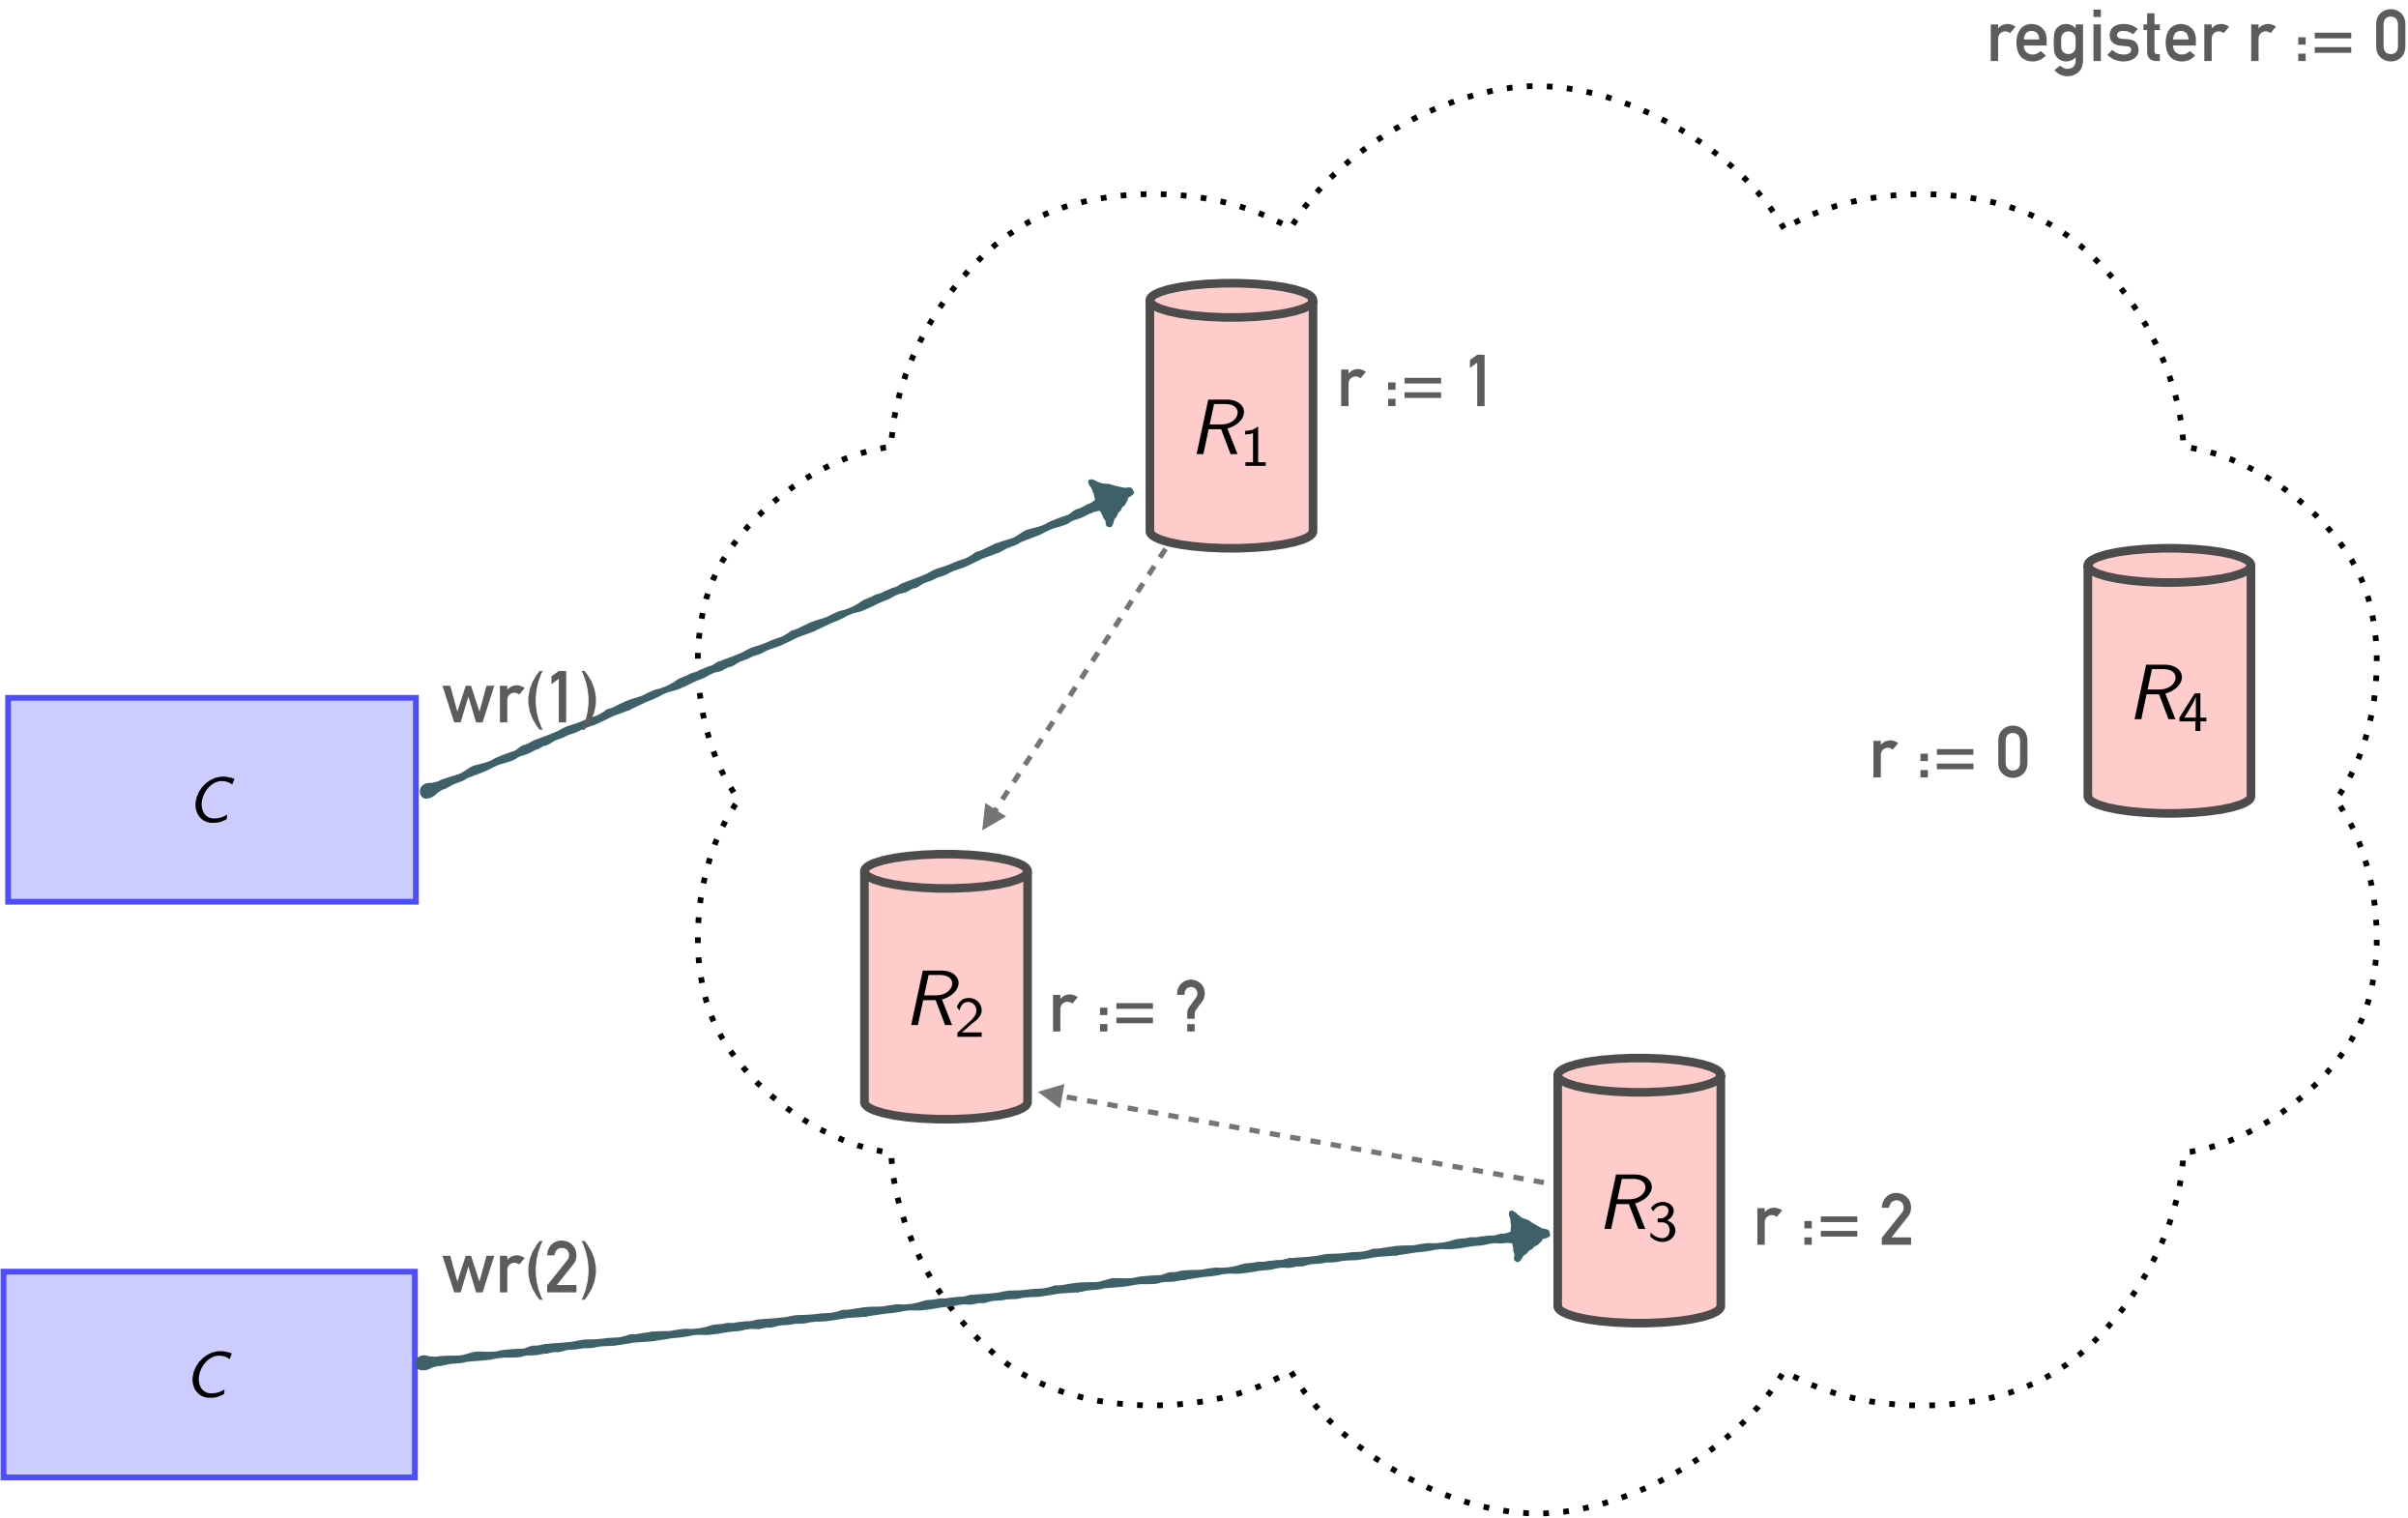 register r := 0
r := 1
R1
wr(1)
R4
C
r := 0
R2
r := ?
R3
r := 2
wr(2)
C